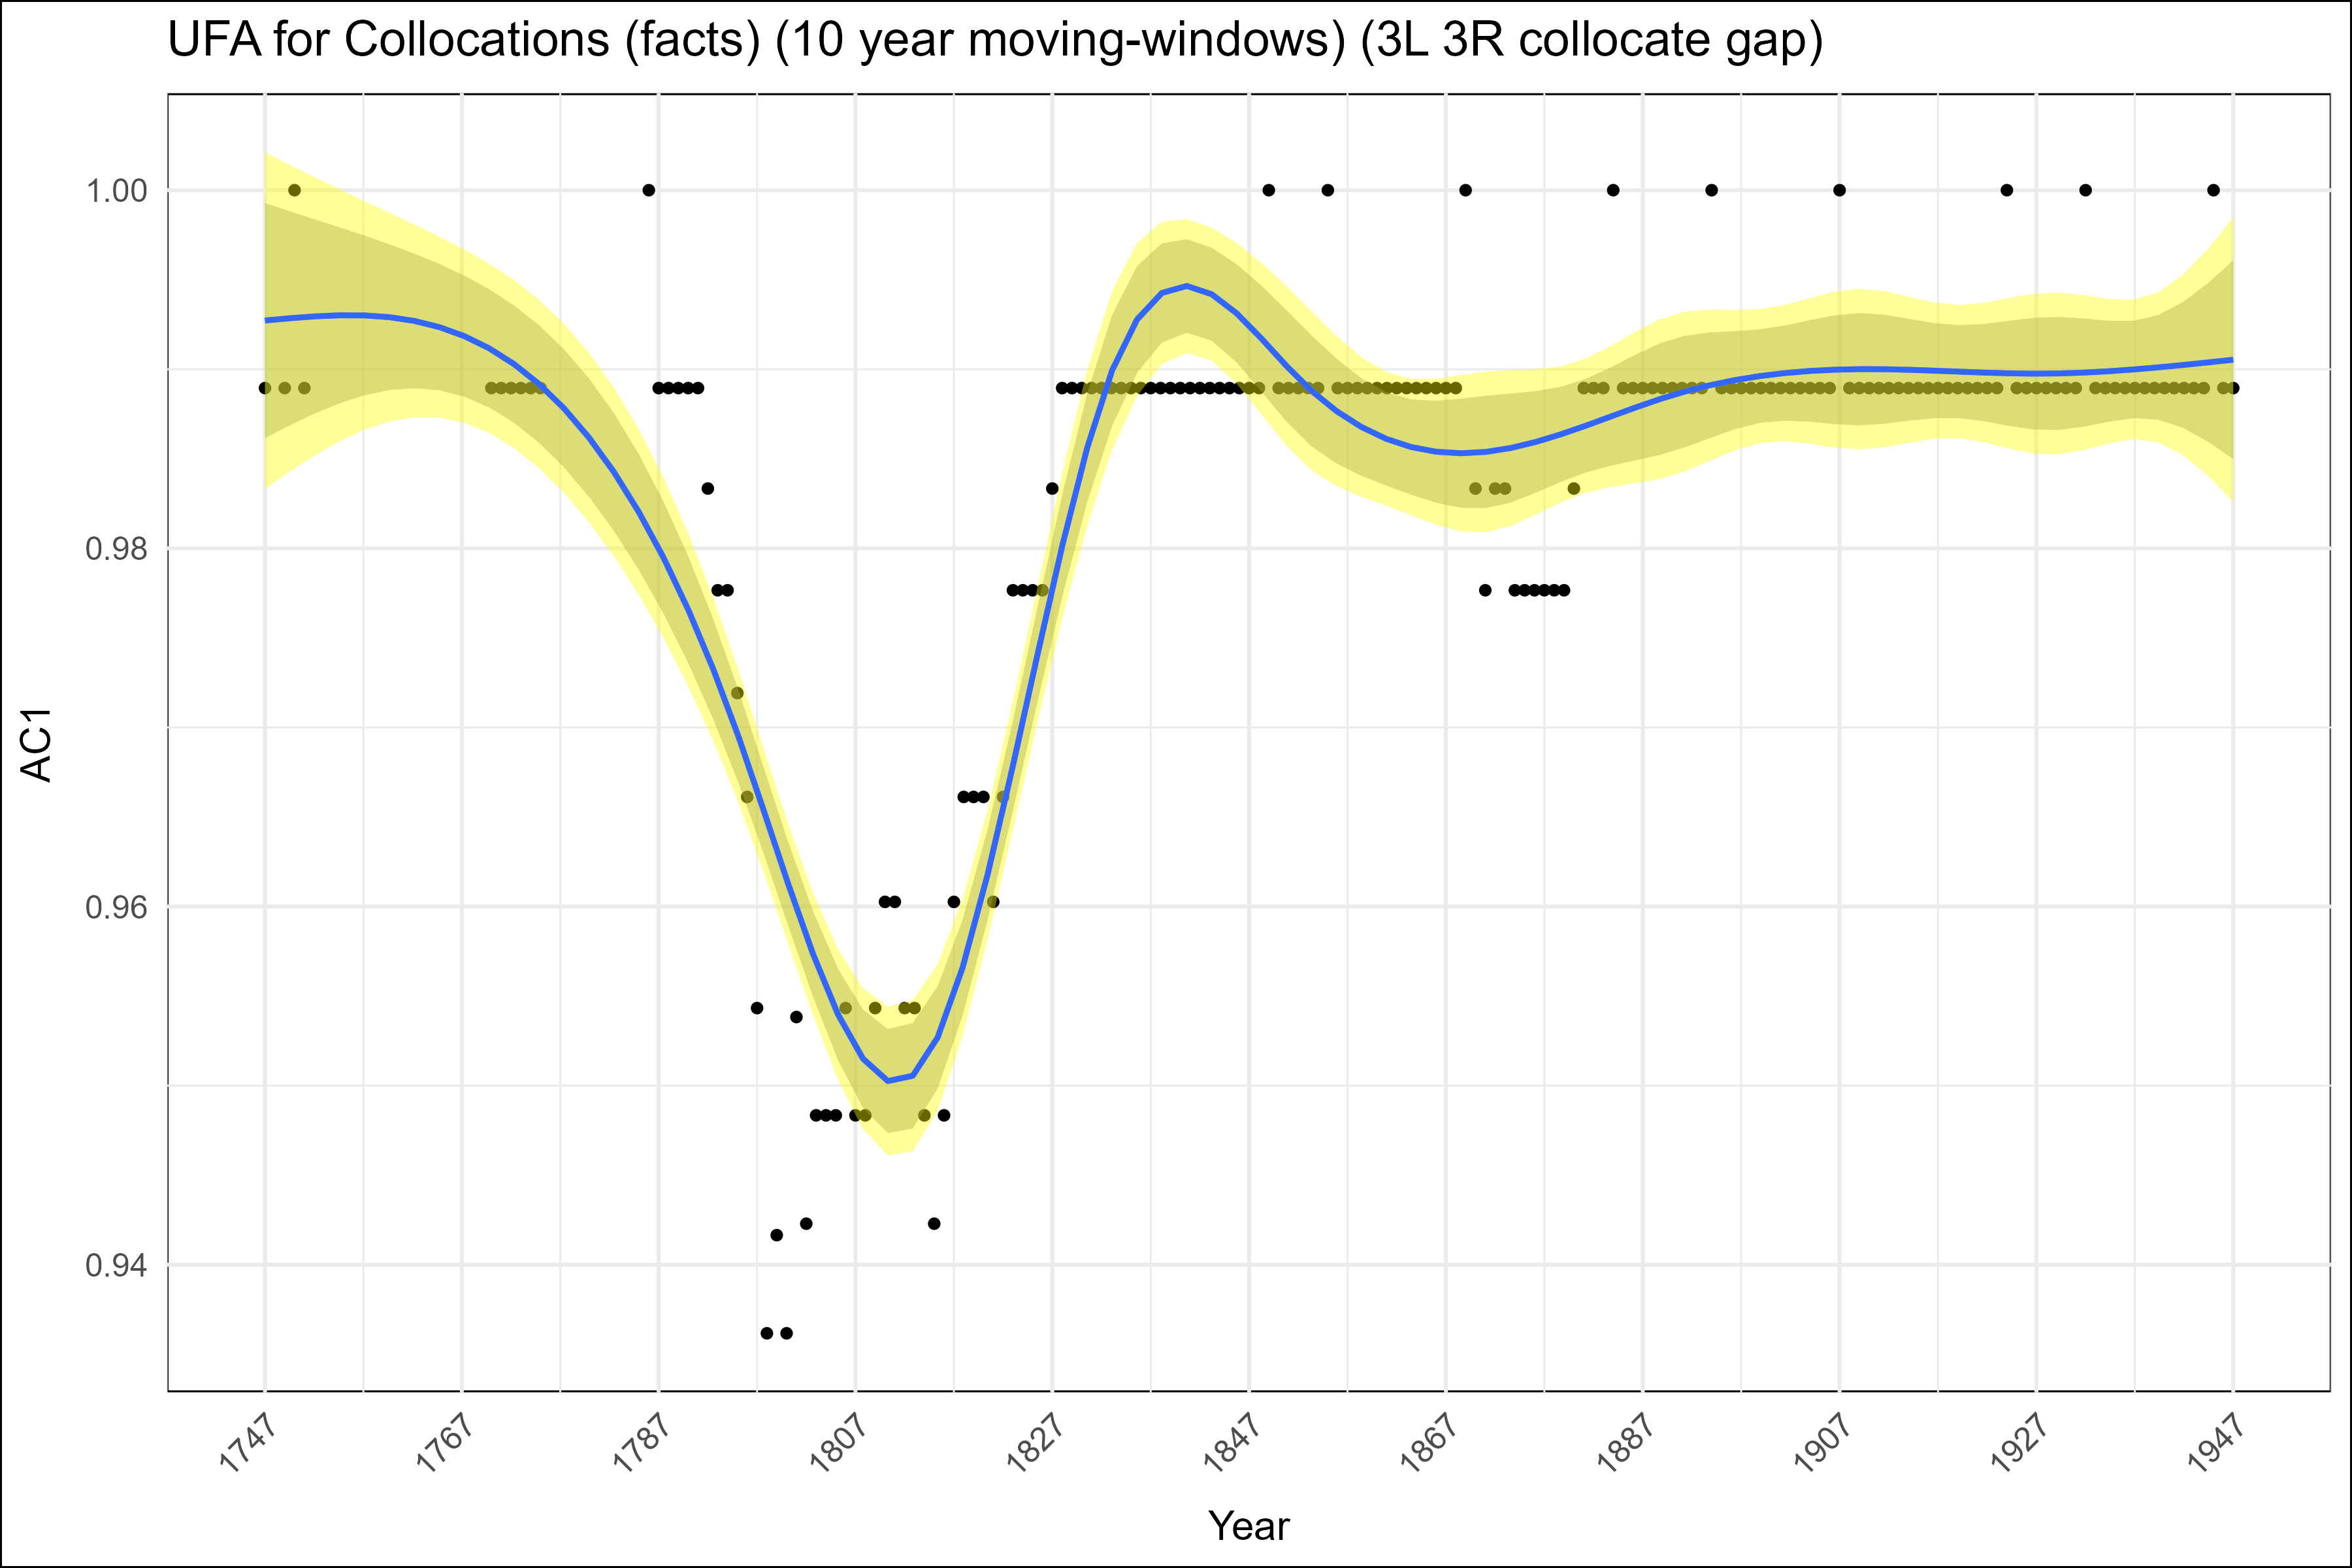 UFA for Collocations (facts) (10 year moving-windows) (3L 3R collocate gap)
AC1
1.00
0.98
0.96
0.94
1747 1767 1787 1807 1827 1847 1867 1887 1907 1927 1947
Year